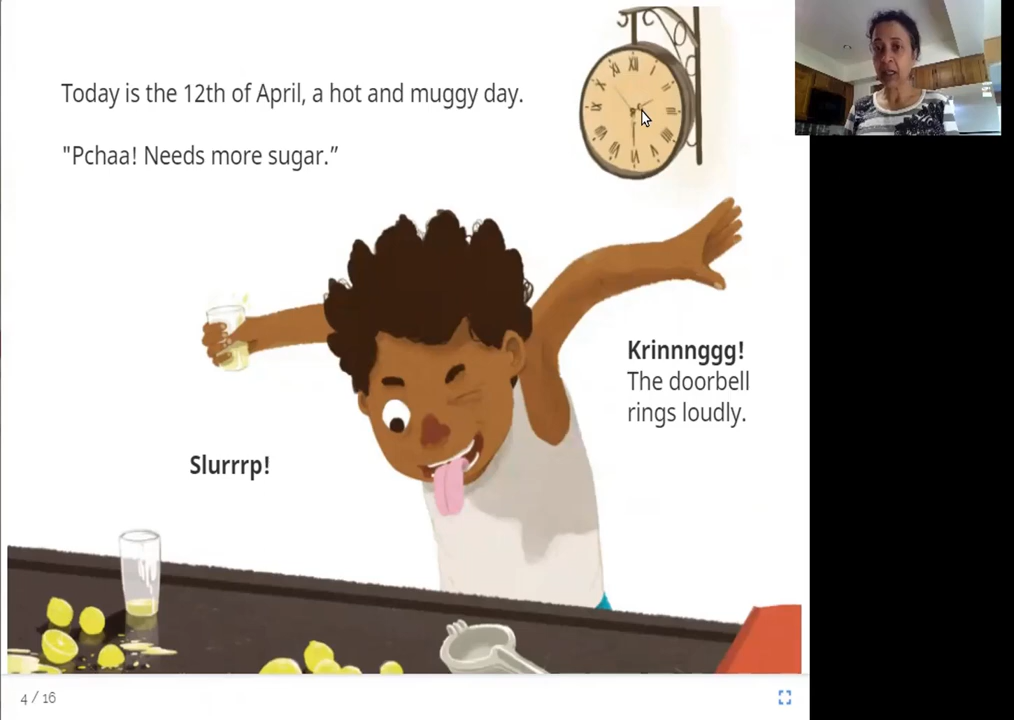 Today is the 12th of April, a hot and muggy day.
"Pchaa! Needs more sugar.”
Krinnnggg!
The doorbell
rings loudly.
Slurrrp!
4 / 16